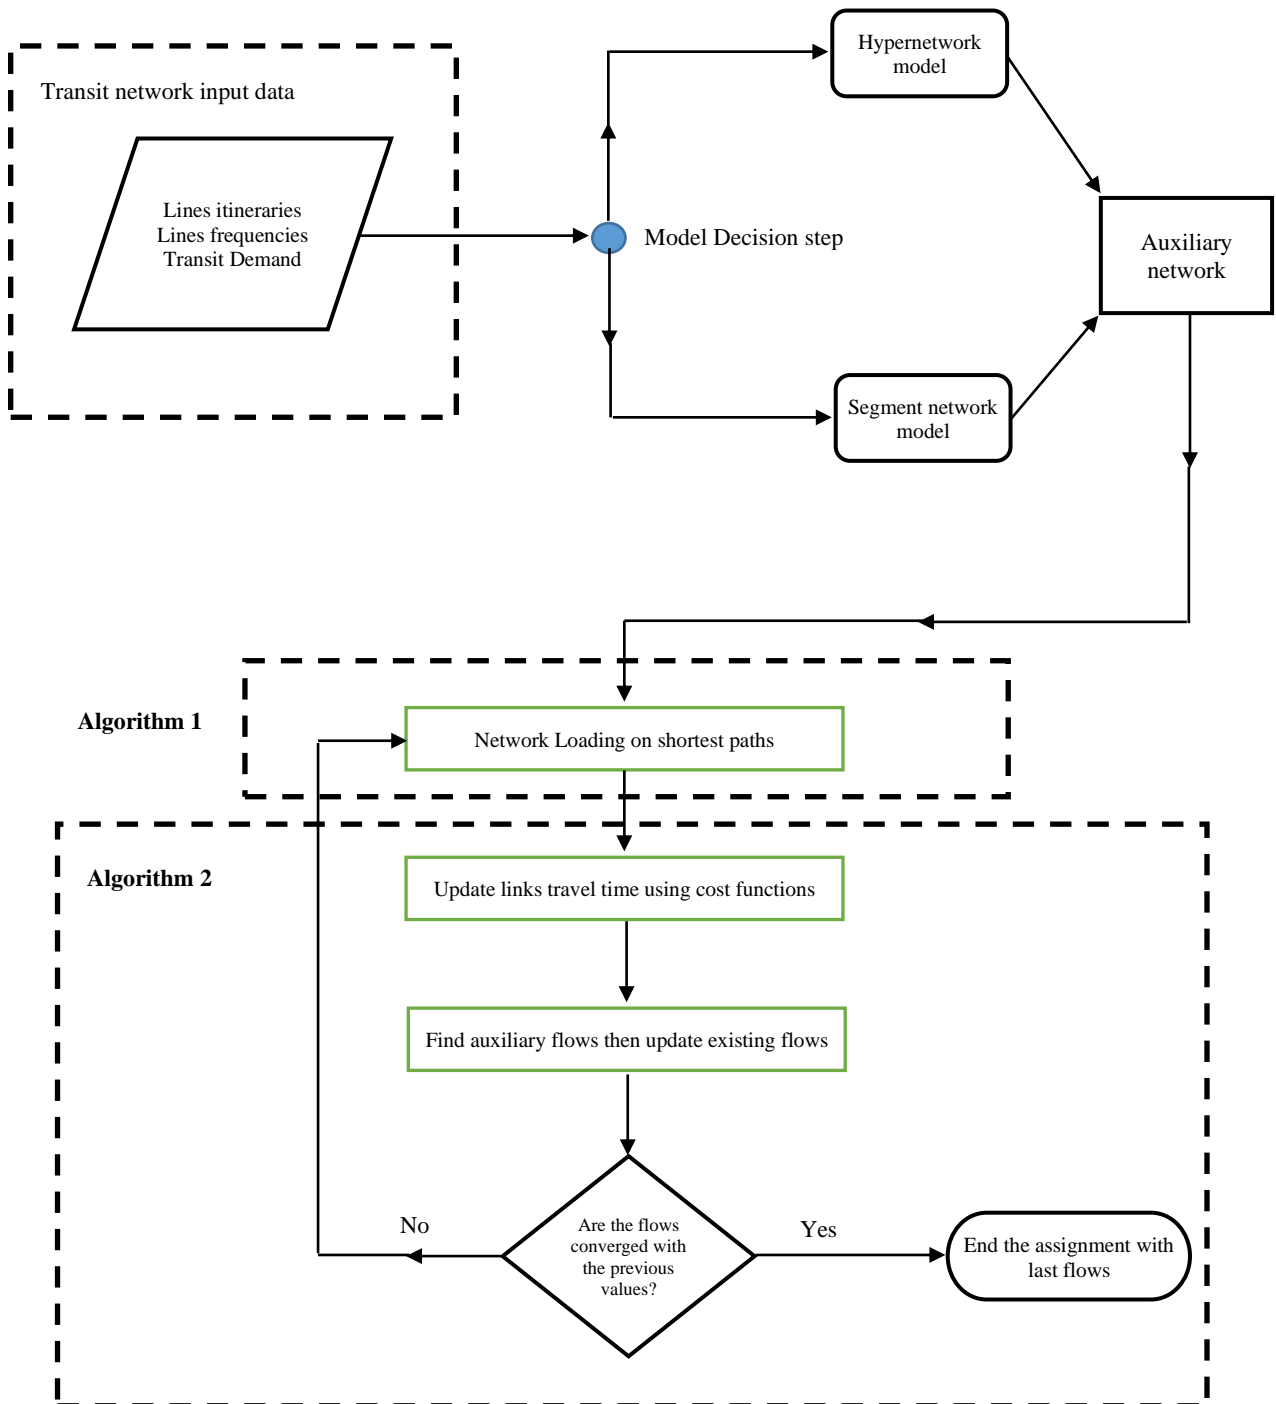 Hypernetwork
model
Transit network input data
Lines itineraries
Lines frequencies
Transit Demand
Model Decision step
Auxiliary
network
Segment network
model
Algorithm 1
Network Loading on shortest paths
Algorithm 2
Update links travel time using cost functions
Find auxiliary flows then update existing flows
No
Are the flows
converged with
the previous
values?
Yes
End the assignment with
last flows